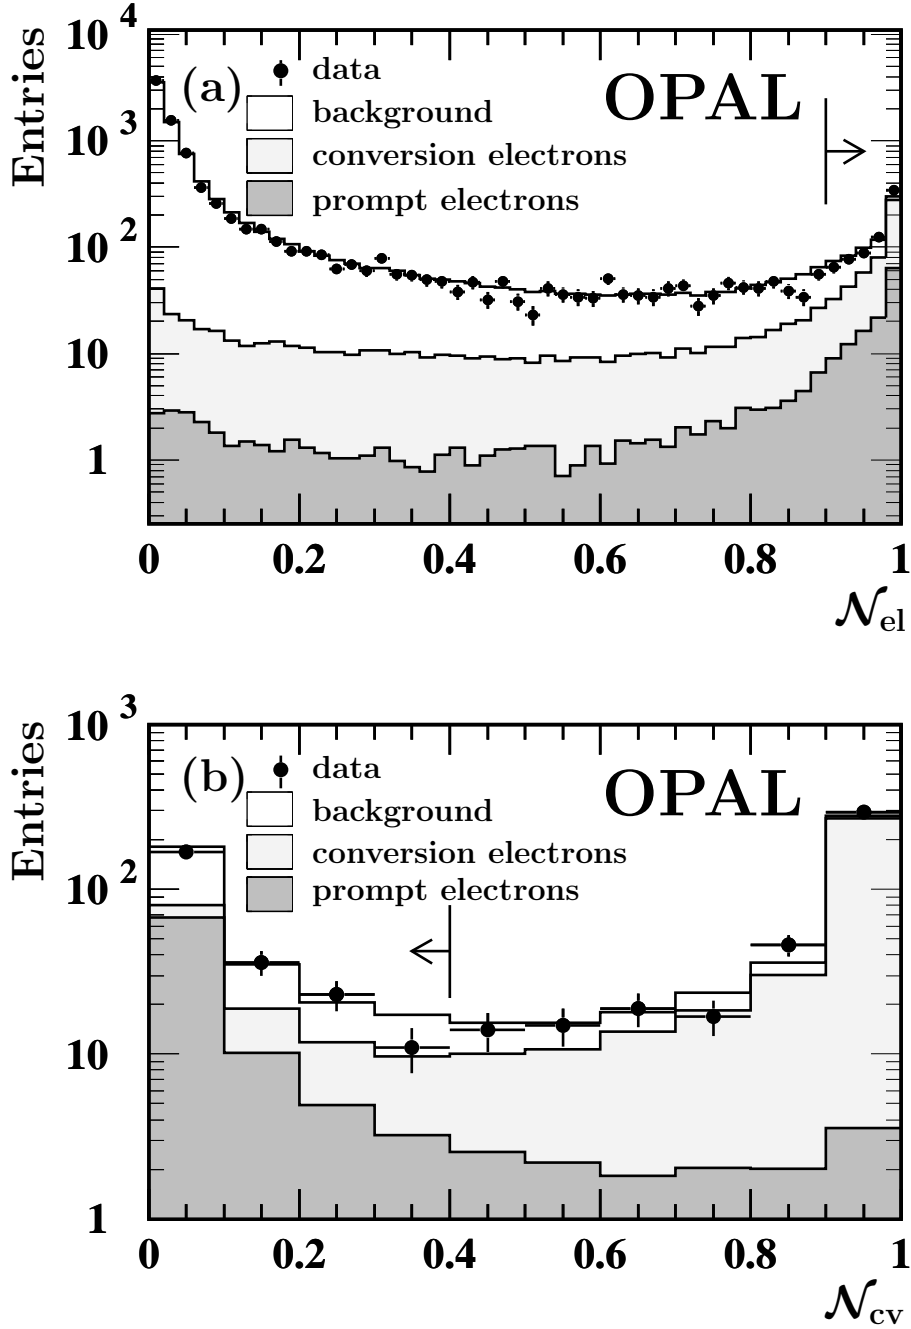 Entries
(a)
data
background
conversion electrons
prompt electrons
OPAL
10 4
10 3
10 2
10
1
0 0.2 0.4 0.6 0.8 1
𝒩el
Entries
(b)
data
background
conversion electrons
prompt electrons
OPAL
10 3
10 2
10
1
0 0.2 0.4 0.6 0.8 1
𝒩cv